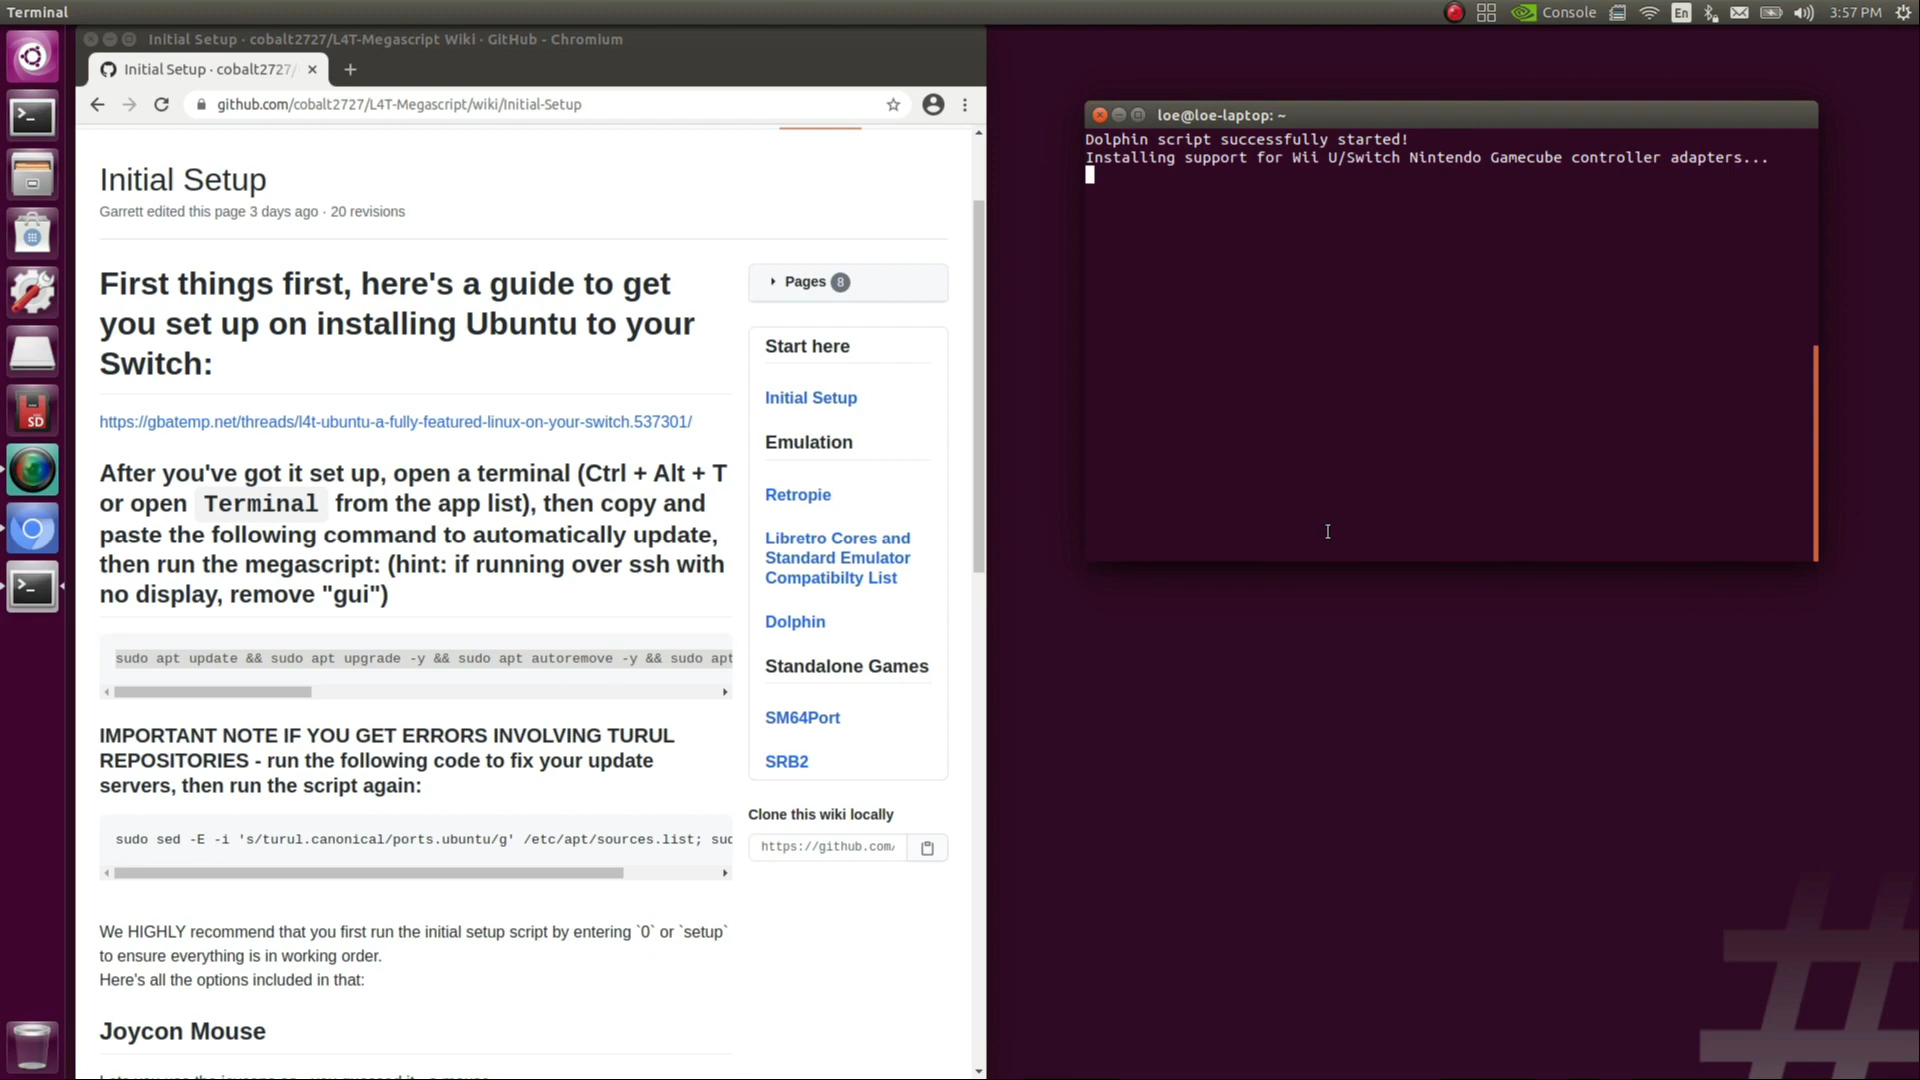 Terminal
Console
En
3:57 PM
Initial Setup · cobalt2727/L4T-Megascript Wiki · GitHub - Chromium
Initial Setup · cobalt2727/
github.com/cobalt2727/L4T-Megascript/wiki/Initial-Setup
Initial Setup
Garrett edited this page 3 days ago · 20 revisions
First things first, here's a guide to get
you set up on installing Ubuntu to your
Switch:
https://gbatemp.net/threads/l4t-ubuntu-a-fully-featured-linux-on-your-switch.537301/
After you've got it set up, open a terminal (Ctrl + Alt + T
or open Terminal from the app list), then copy and
paste the following command to automatically update,
then run the megascript: (hint: if running over ssh with
no display, remove "gui")
sudo apt update && sudo apt upgrade -y && sudo apt autoremove -y && sudo apt
IMPORTANT NOTE IF YOU GET ERRORS INVOLVING TURUL
REPOSITORIES - run the following code to fix your update
servers, then run the script again:
sudo sed -E -i 's/turul.canonical/ports.ubuntu/g' /etc/apt/sources.list; sud
We HIGHLY recommend that you first run the initial setup script by entering `0` or `setup`
to ensure everything is in working order.
Here's all the options included in that:
Joycon Mouse
Pages 8
Start here
Initial Setup
Emulation
Retropie
Libretro Cores and
Standard Emulator
Compatibilty List
Dolphin
Standalone Games
SM64Port
SRB2
Clone this wiki locally
https://github.com/
loe@loe-laptop: ~
Dolphin script successfully started!
Installing support for Wii U/Switch Nintendo Gamecube controller adapters...
SD
#